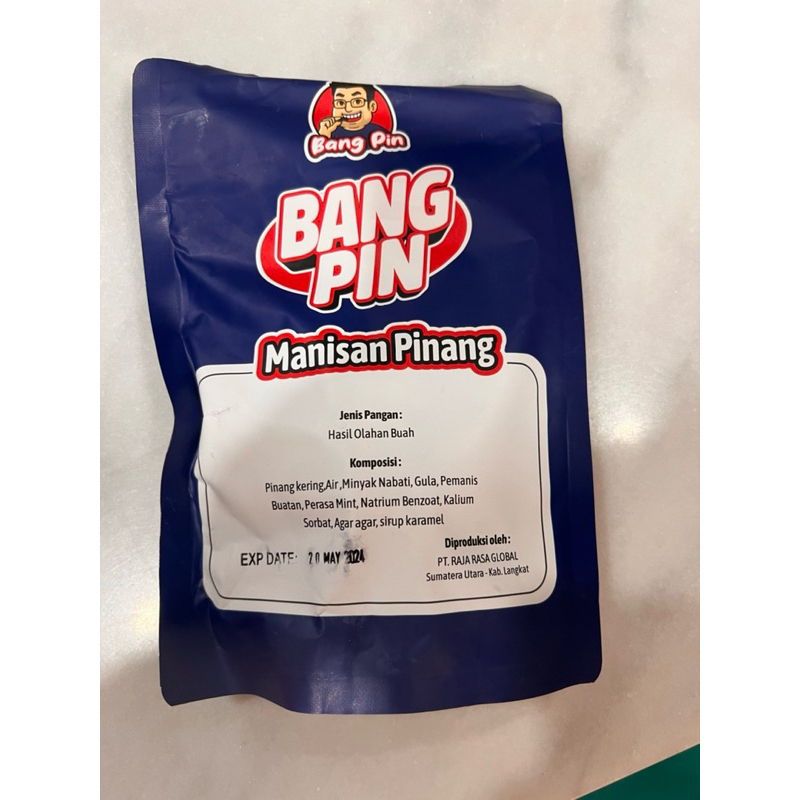 Bang Pin
BANG
PIN
Manisan Pinang
Jenis Pangan :
Hasil Olahan Buah
Komposisi :
Pinang kering,Air ,Minyak Nabati, Gula, Pemanis
Buatan, Perasa Mint, Natrium Benzoat, Kalium
Sorbat, Agar agar, sirup karamel
EXP DATE: 20 MAY 2024
Diproduksi oleh :
PT. RAJA RASA GLOBAL
Sumatera Utara - Kab. Langkat